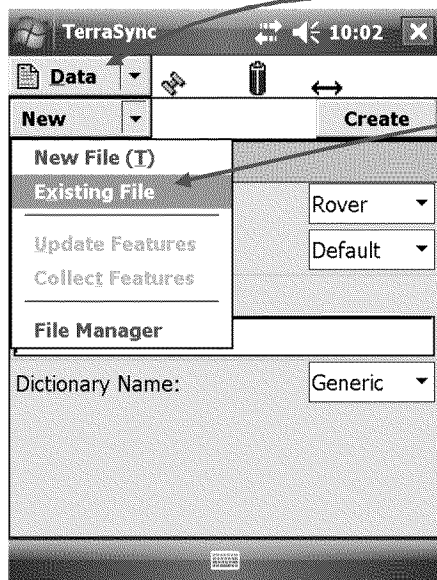 TerraSync 10:02
Data
New Create
New File (T)
Existing File
Rover
Update Features
Default
Collect Features
File Manager
Dictionary Name: Generic